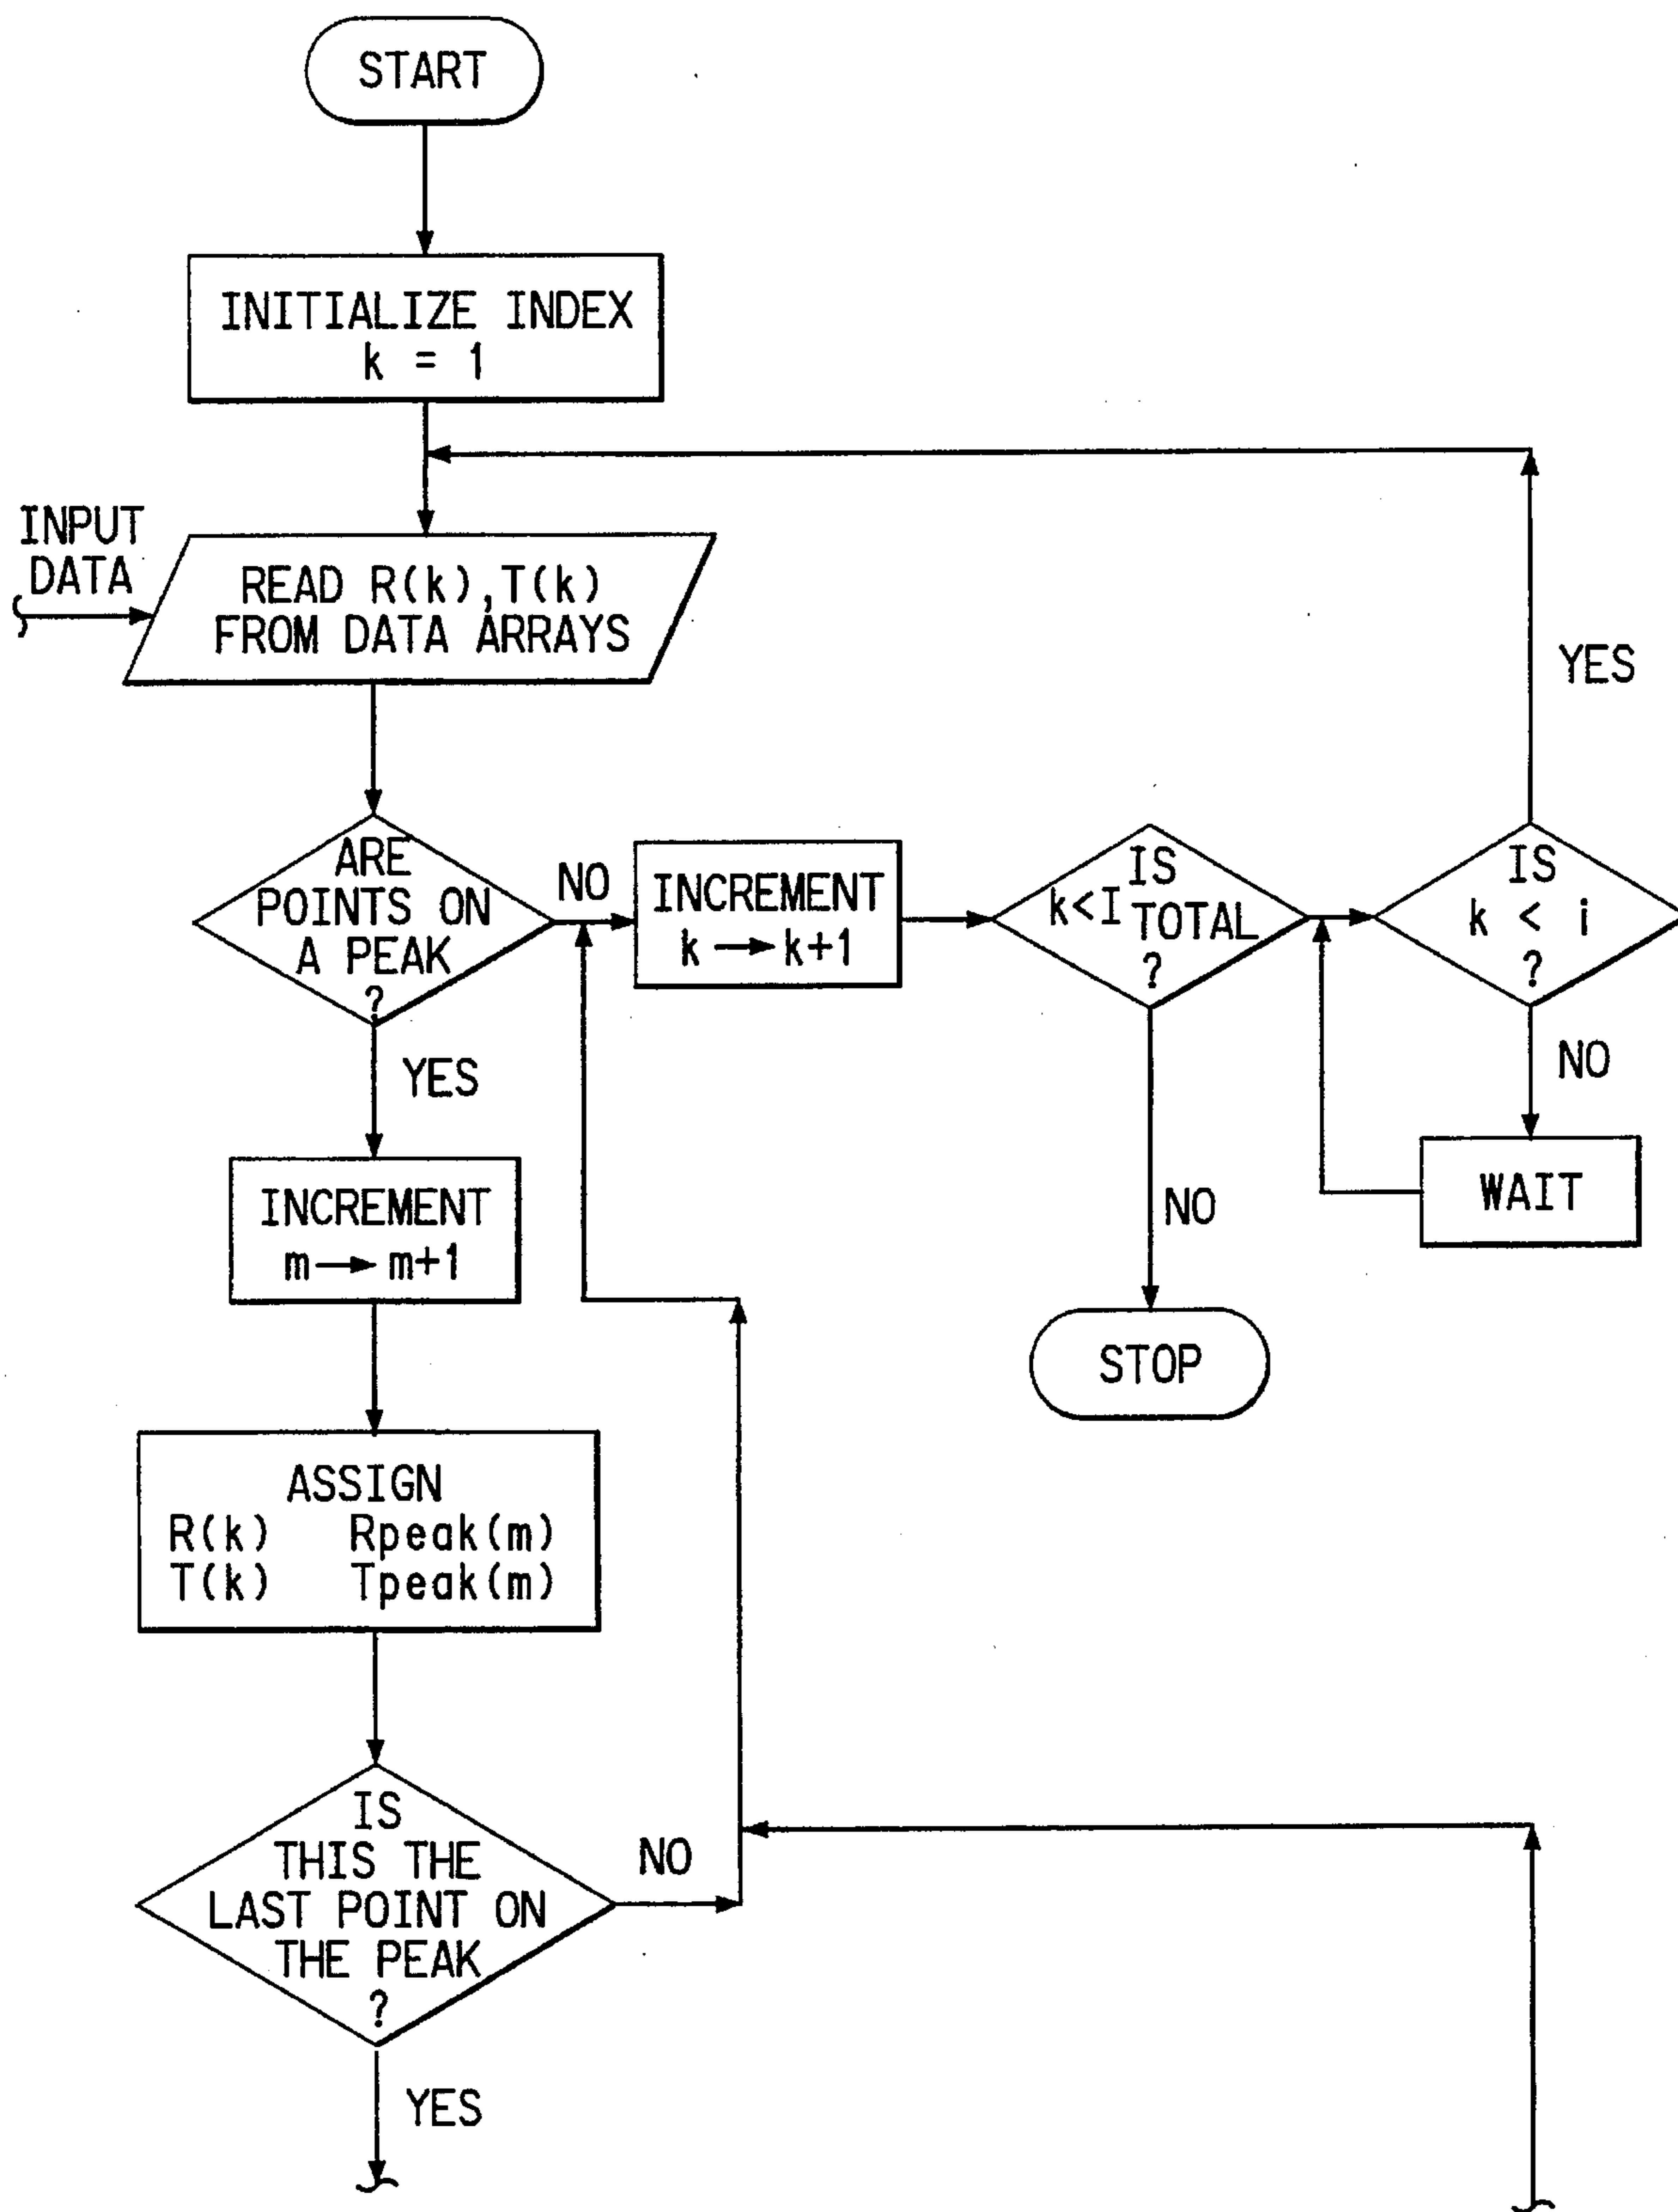 START
INITIALIZE INDEX
k = 1
INPUT
DATA
READ R(k),T(k)
FROM DATA ARRAYS
YES
ARE
POINTS ON
A PEAK
?
NO
INCREMENT
k → k+1
IS
k<I TOTAL
?
IS
k < i
?
YES
NO
NO
WAIT
INCREMENT
m → m+1
STOP
ASSIGN
R(k) Rpeak(m)
T(k) Tpeak(m)
IS
THIS THE
LAST POINT ON
THE PEAK
?
NO
YES